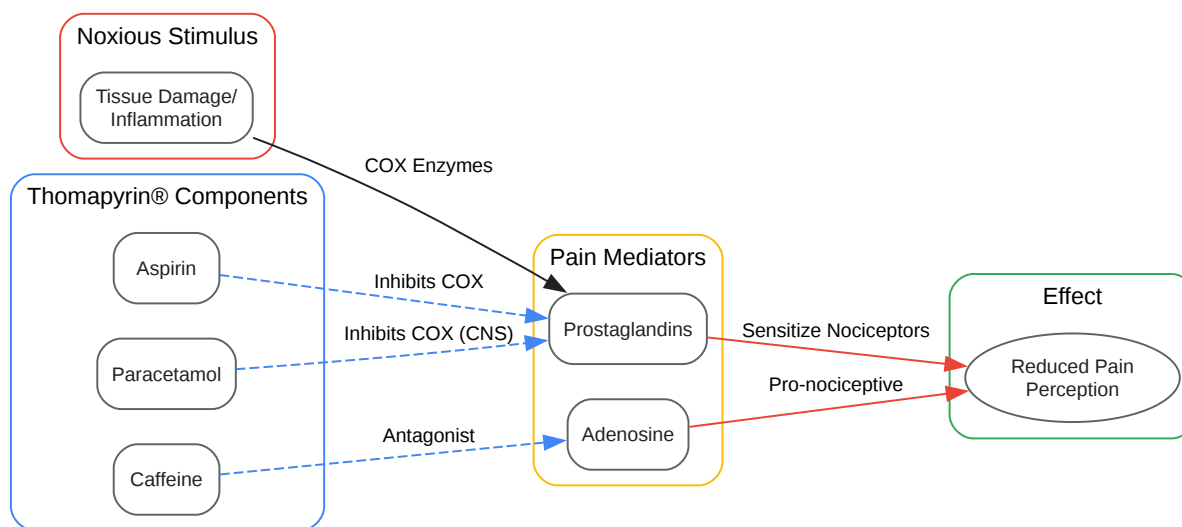 Noxious Stimulus
Tissue Damage/
Inflammation
COX Enzymes
Thomapyrin® Components
Aspirin
Inhibits COX
Paracetamol
Inhibits COX (CNS)
Caffeine
Antagonist
Pain Mediators
Prostaglandins
Adenosine
Sensitize Nociceptors
Pro-nociceptive
Effect
Reduced Pain
Perception